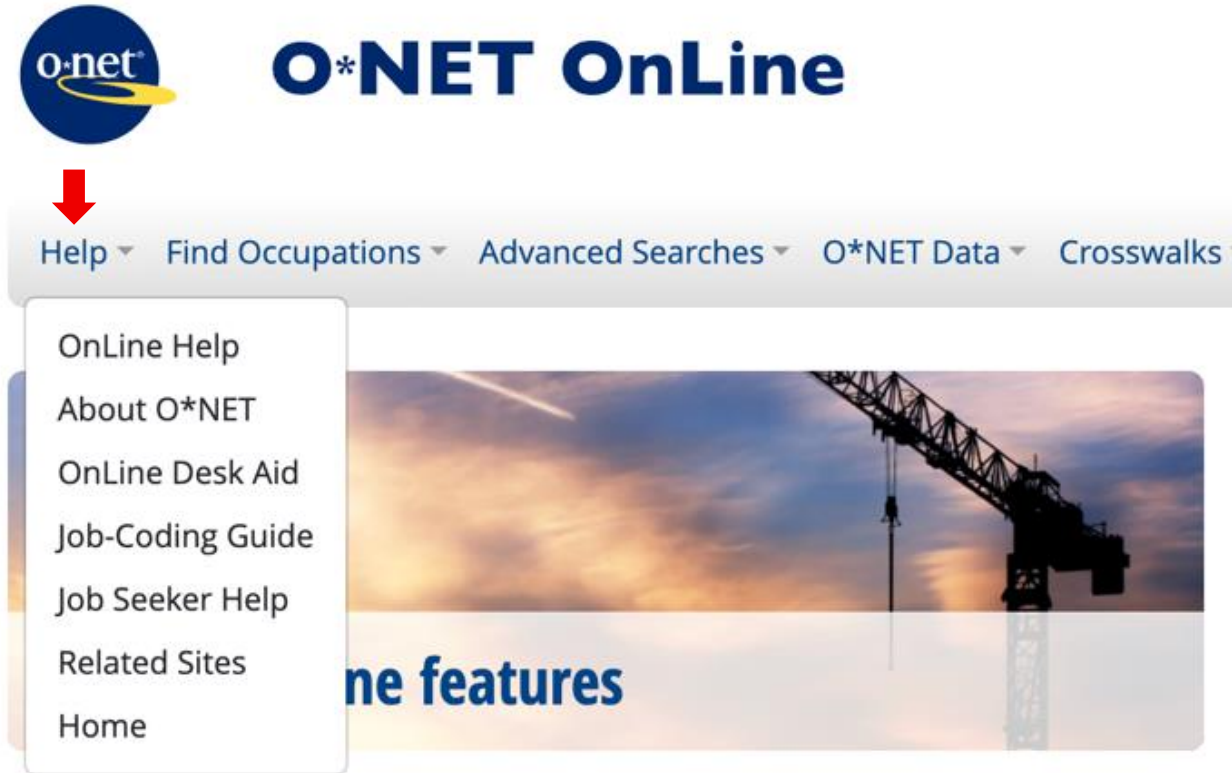 o*net®
O*NET OnLine
Help Find Occupations Advanced Searches O*NET Data Crosswalks
OnLine Help
About O*NET
OnLine Desk Aid
Job-Coding Guide
Job Seeker Help
Related Sites
Home
ne features